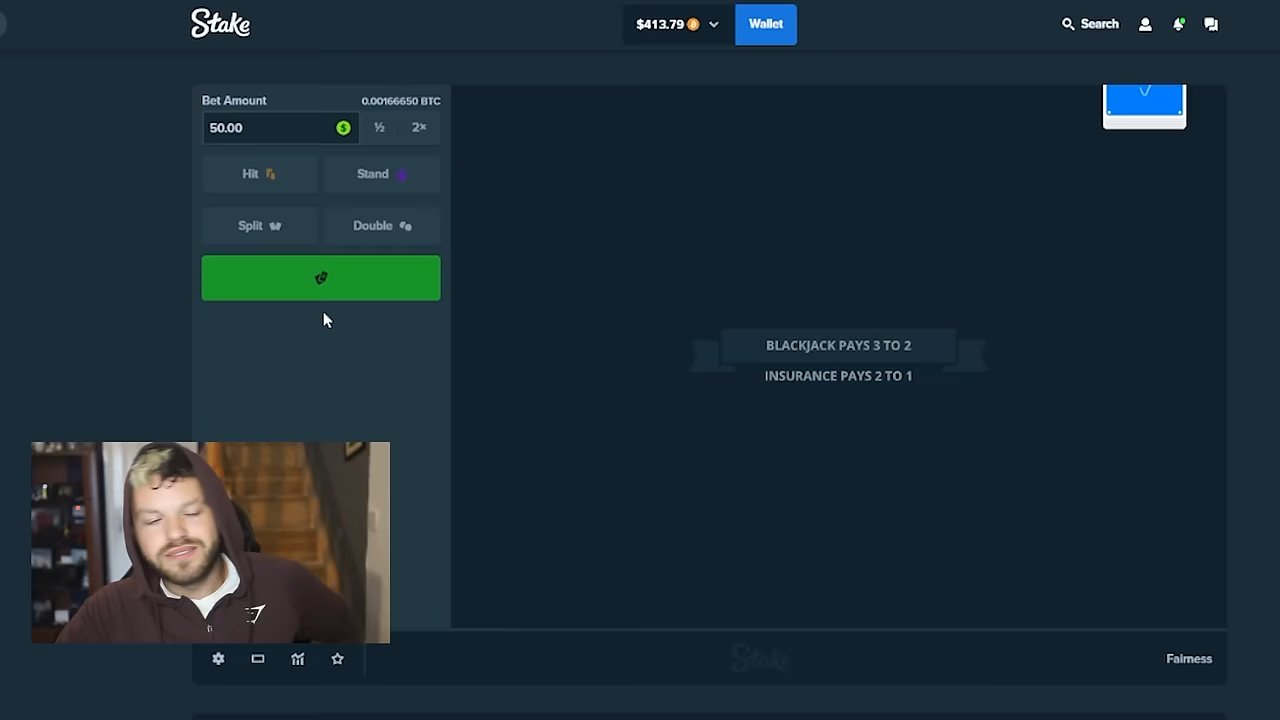 Stake
$413.79
Wallet
Search
Bet Amount
0.00166650 BTC
50.00
½
2×
Hit
Stand
Split
Double
BLACKJACK PAYS 3 TO 2
INSURANCE PAYS 2 TO 1
Stake
Fairness